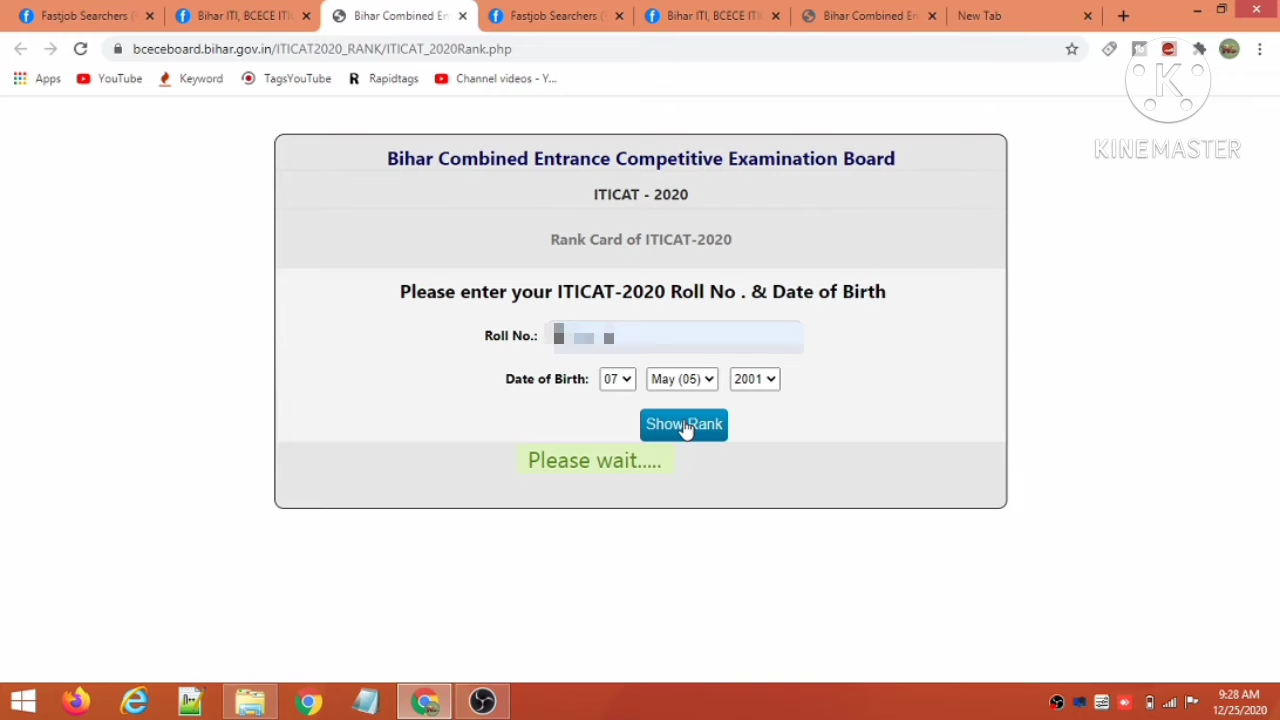 Fastjob Searchers (
Bihar ITI, BCECE ITI
Bihar Combined En
Fastjob Searchers (
Bihar ITI, BCECE ITI
Bihar Combined En
New Tab
bceceboard.bihar.gov.in/ITICAT2020_RANK/ITICAT_2020Rank.php
Apps
YouTube
Keyword
TagsYouTube
R Rapidtags
Channel videos - Y...
K
KINEMASTER
Bihar Combined Entrance Competitive Examination Board
ITICAT - 2020
Rank Card of ITICAT-2020
Please enter your ITICAT-2020 Roll No . & Date of Birth
Roll No.:
Date of Birth: 07 May (05) 2001
Show Rank
Please wait.....
9:28 AM
12/25/2020